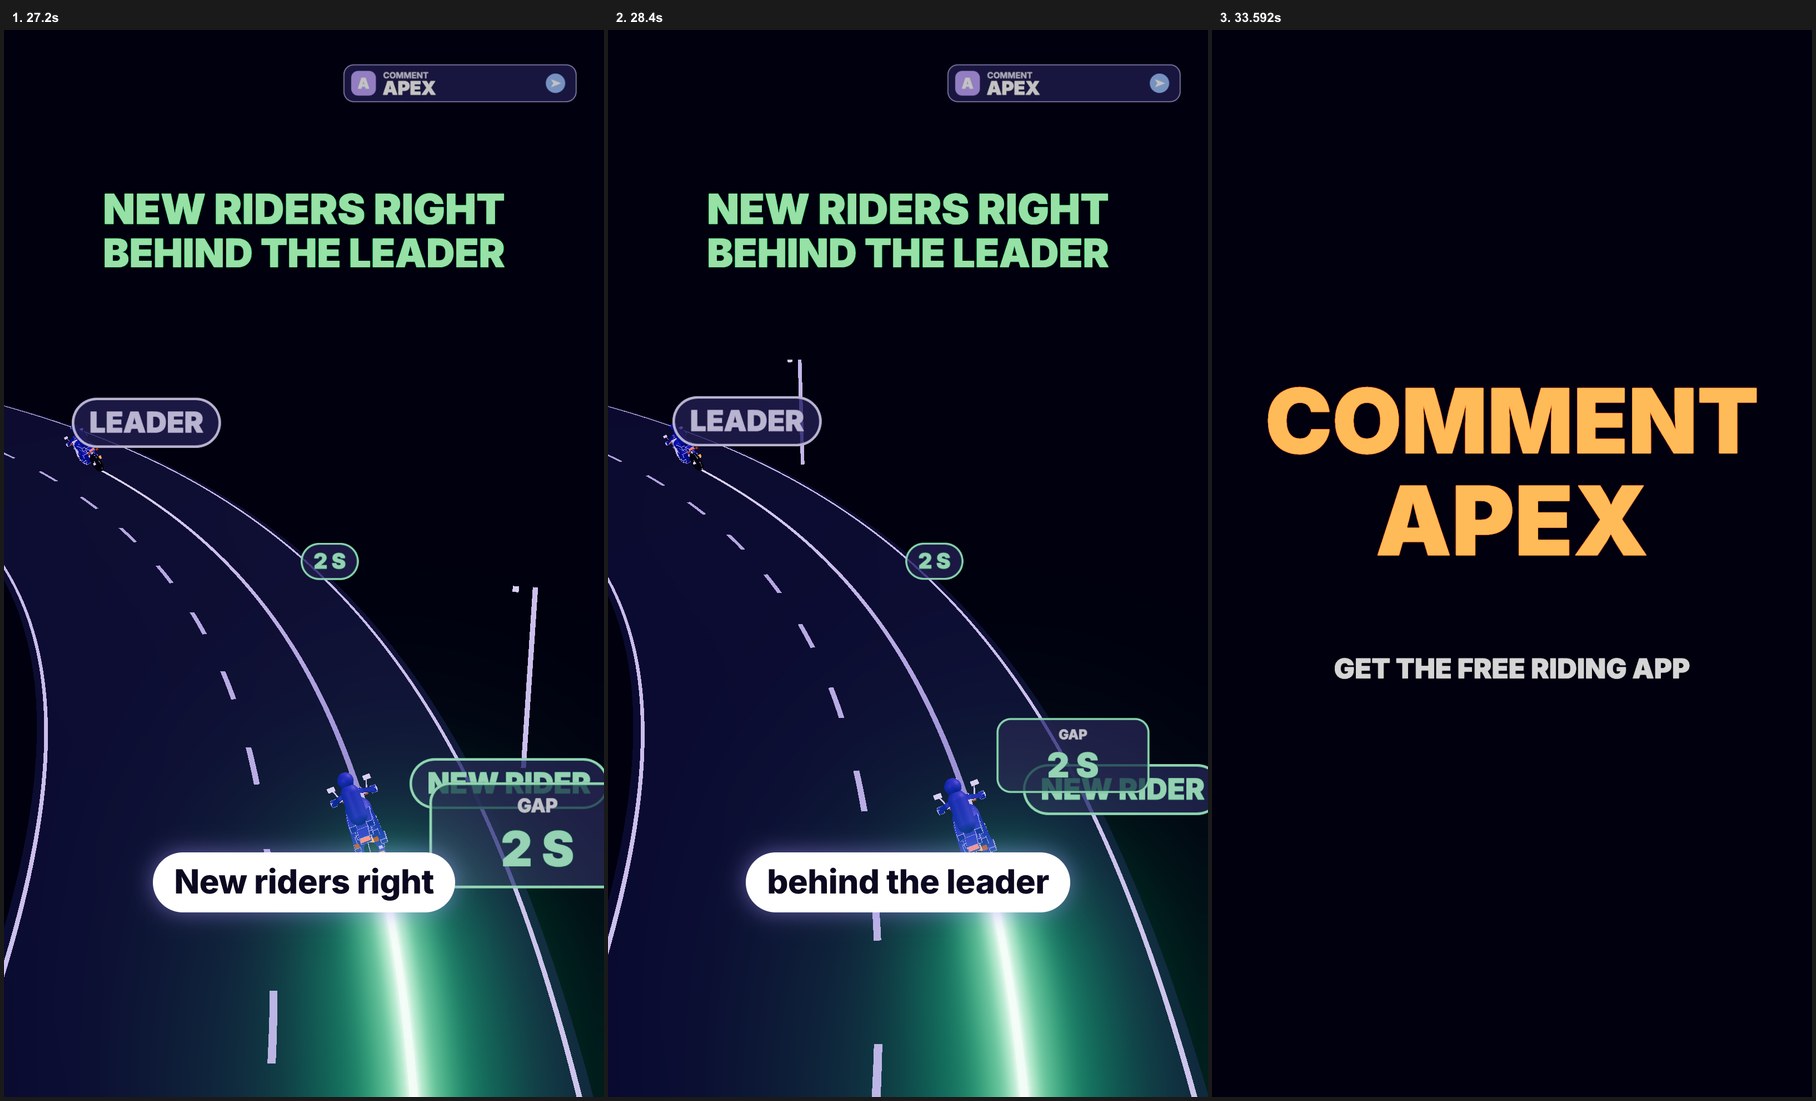 1. 27.2s
COMMENT
A APEX
NEW RIDERS RIGHT
BEHIND THE LEADER
LEADER
2 S
NEW RIDER
GAP
2 S
New riders right
2. 28.4s
COMMENT
A APEX
NEW RIDERS RIGHT
BEHIND THE LEADER
LEADER
2 S
GAP
2 S
NEW RIDER
behind the leader
3. 33.592s
COMMENT
APEX
GET THE FREE RIDING APP